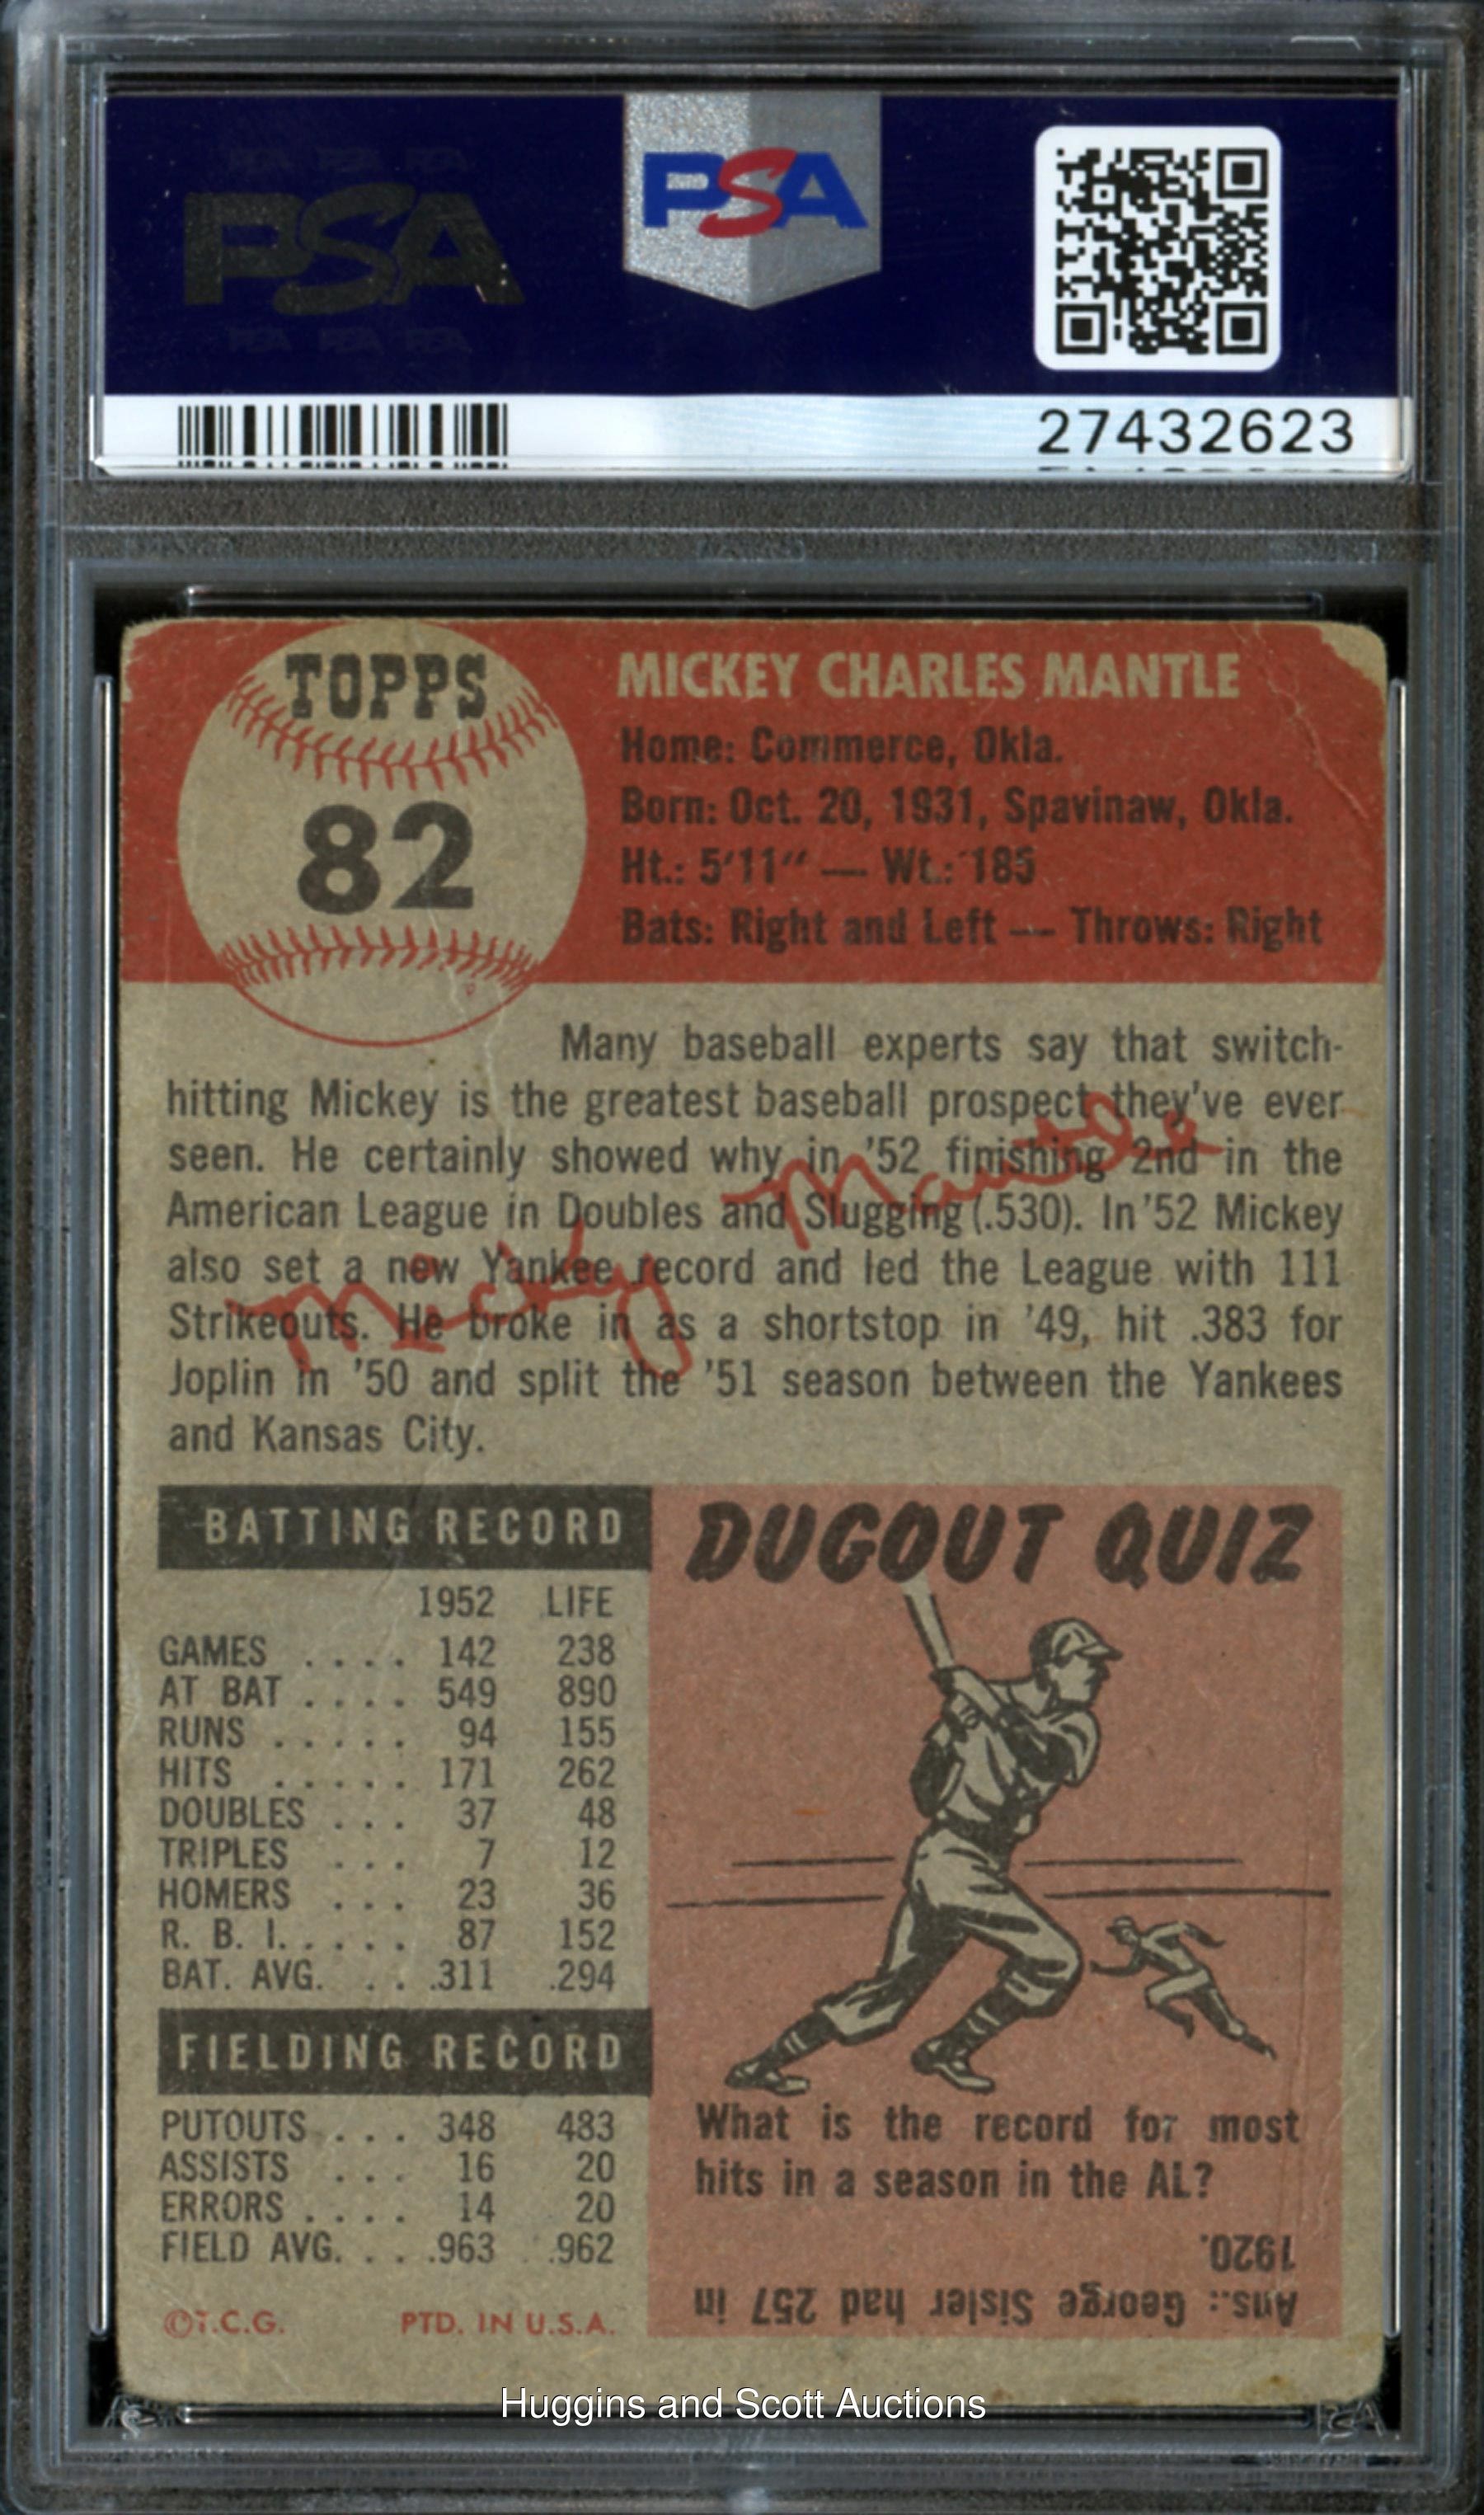 PSA
PSA
27432623
TOPPS
82
MICKEY CHARLES MANTLE
Home: Commerce, Okla.
Born: Oct. 20, 1931, Spavinaw, Okla.
Ht.: 5'11" — Wt.: 185
Bats: Right and Left — Throws: Right
Many baseball experts say that switch-
hitting Mickey is the greatest baseball prospect they've ever
seen. He certainly showed why in '52 finishing 2nd in the
American League in Doubles and Slugging (.530). In '52 Mickey
also set a new Yankee record and led the League with 111
Strikeouts. He broke in as a shortstop in '49, hit .383 for
Joplin in '50 and split the '51 season between the Yankees
and Kansas City.
Mickey Mantle
BATTING RECORD
1952 LIFE
GAMES . . . . 142 238
AT BAT . . . . 549 890
RUNS . . . . . 94 155
HITS . . . . . 171 262
DOUBLES . . . 37 48
TRIPLES . . . 7 12
HOMERS . . . 23 36
R. B. I. . . . . . 87 152
BAT. AVG. . . . .311 .294
FIELDING RECORD
PUTOUTS . . . 348 483
ASSISTS . . . 16 20
ERRORS . . . . 14 20
FIELD AVG. . . . .963 .962
©T.C.G. PTD. IN U.S.A.
DUGOUT QUIZ
What is the record for most
hits in a season in the AL?
Ans.: George Sisler had 257 in
1920.
Huggins and Scott Auctions